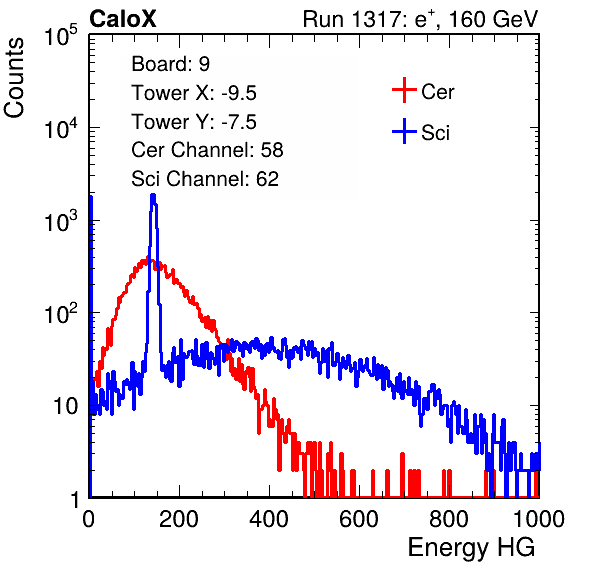 CaloX Run 1317: e⁺, 160 GeV
Counts
10⁵
10⁴
10³
10²
10
1
Board: 9
Tower X: -9.5
Tower Y: -7.5
Cer Channel: 58
Sci Channel: 62
Cer
Sci
0 200 400 600 800 1000
Energy HG